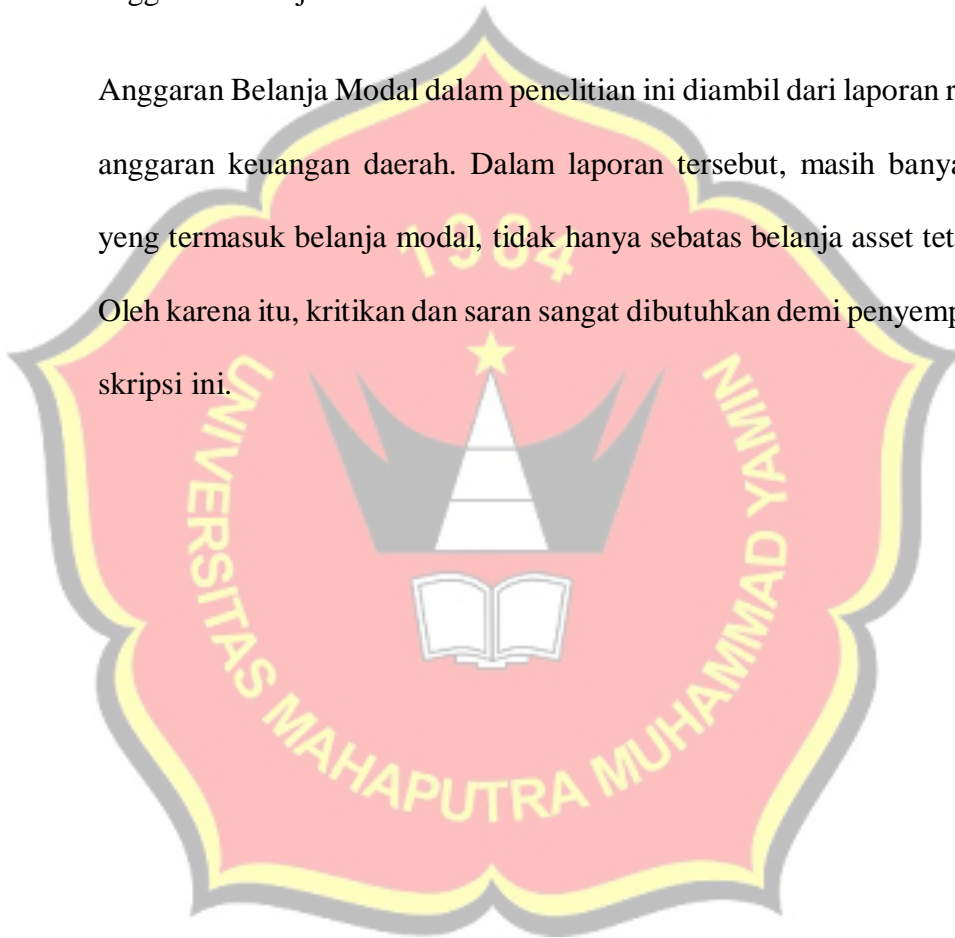 Anggaran Belanja Modal dalam penelitian ini diambil dari laporan
anggaran keuangan daerah. Dalam laporan tersebut, masih
yeng termasuk belanja modal, tidak hanya sebatas belanja asset
Oleh karena itu, kritikan dan saran sangat dibutuhkan demi
skripsi ini.
1984
UNIVERSITAS MAHAPUTRA MUHAMMAD YAMIN